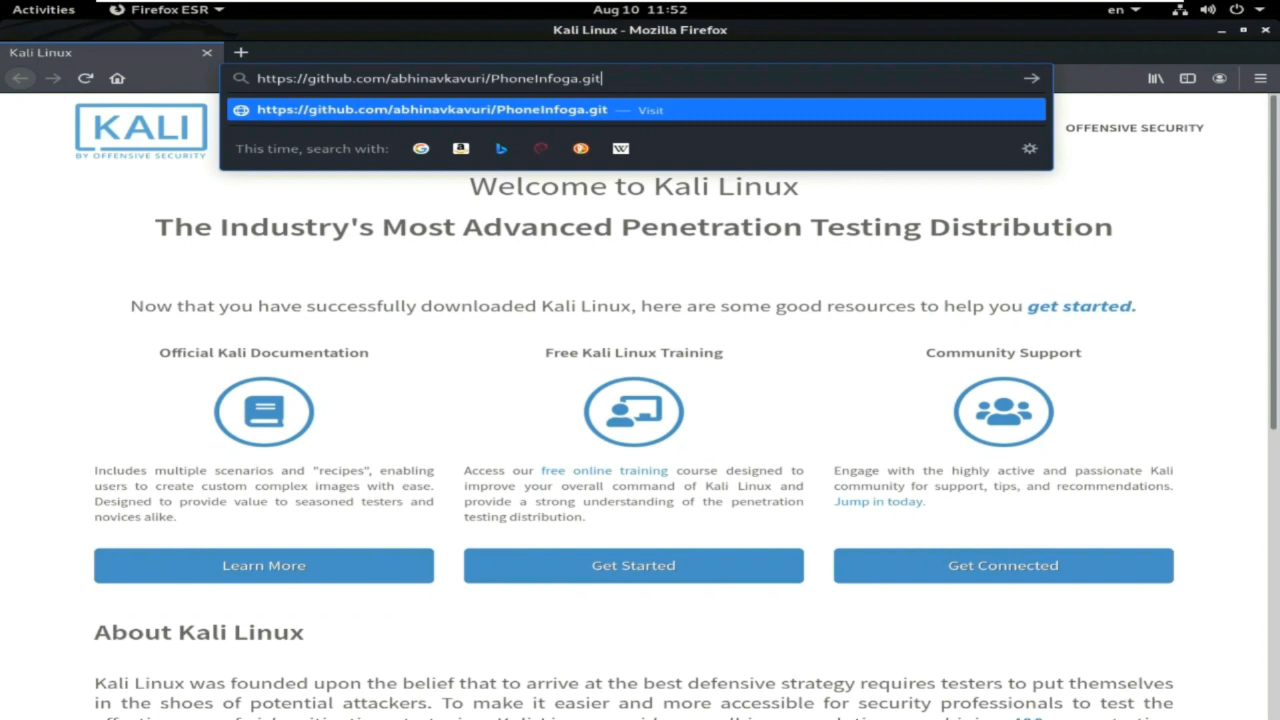 Activities Firefox ESR Aug 10 11:52 en
Kali Linux - Mozilla Firefox
Kali Linux
https://github.com/abhinavkavuri/PhoneInfoga.git
https://github.com/abhinavkavuri/PhoneInfoga.git — Visit
This time, search with:
KALI
BY OFFENSIVE SECURITY
OFFENSIVE SECURITY
Welcome to Kali Linux
The Industry's Most Advanced Penetration Testing Distribution
Now that you have successfully downloaded Kali Linux, here are some good resources to help you get started.
Official Kali Documentation
Includes multiple scenarios and "recipes", enabling
users to create custom complex images with ease.
Designed to provide value to seasoned testers and
novices alike.
Learn More
Free Kali Linux Training
Access our free online training course designed to
improve your overall command of Kali Linux and
provide a strong understanding of the penetration
testing distribution.
Get Started
Community Support
Engage with the highly active and passionate Kali
community for support, tips, and recommendations.
Jump in today.
Get Connected
About Kali Linux
Kali Linux was founded upon the belief that to arrive at the best defensive strategy requires testers to put themselves
in the shoes of potential attackers. To make it easier and more accessible for security professionals to test the